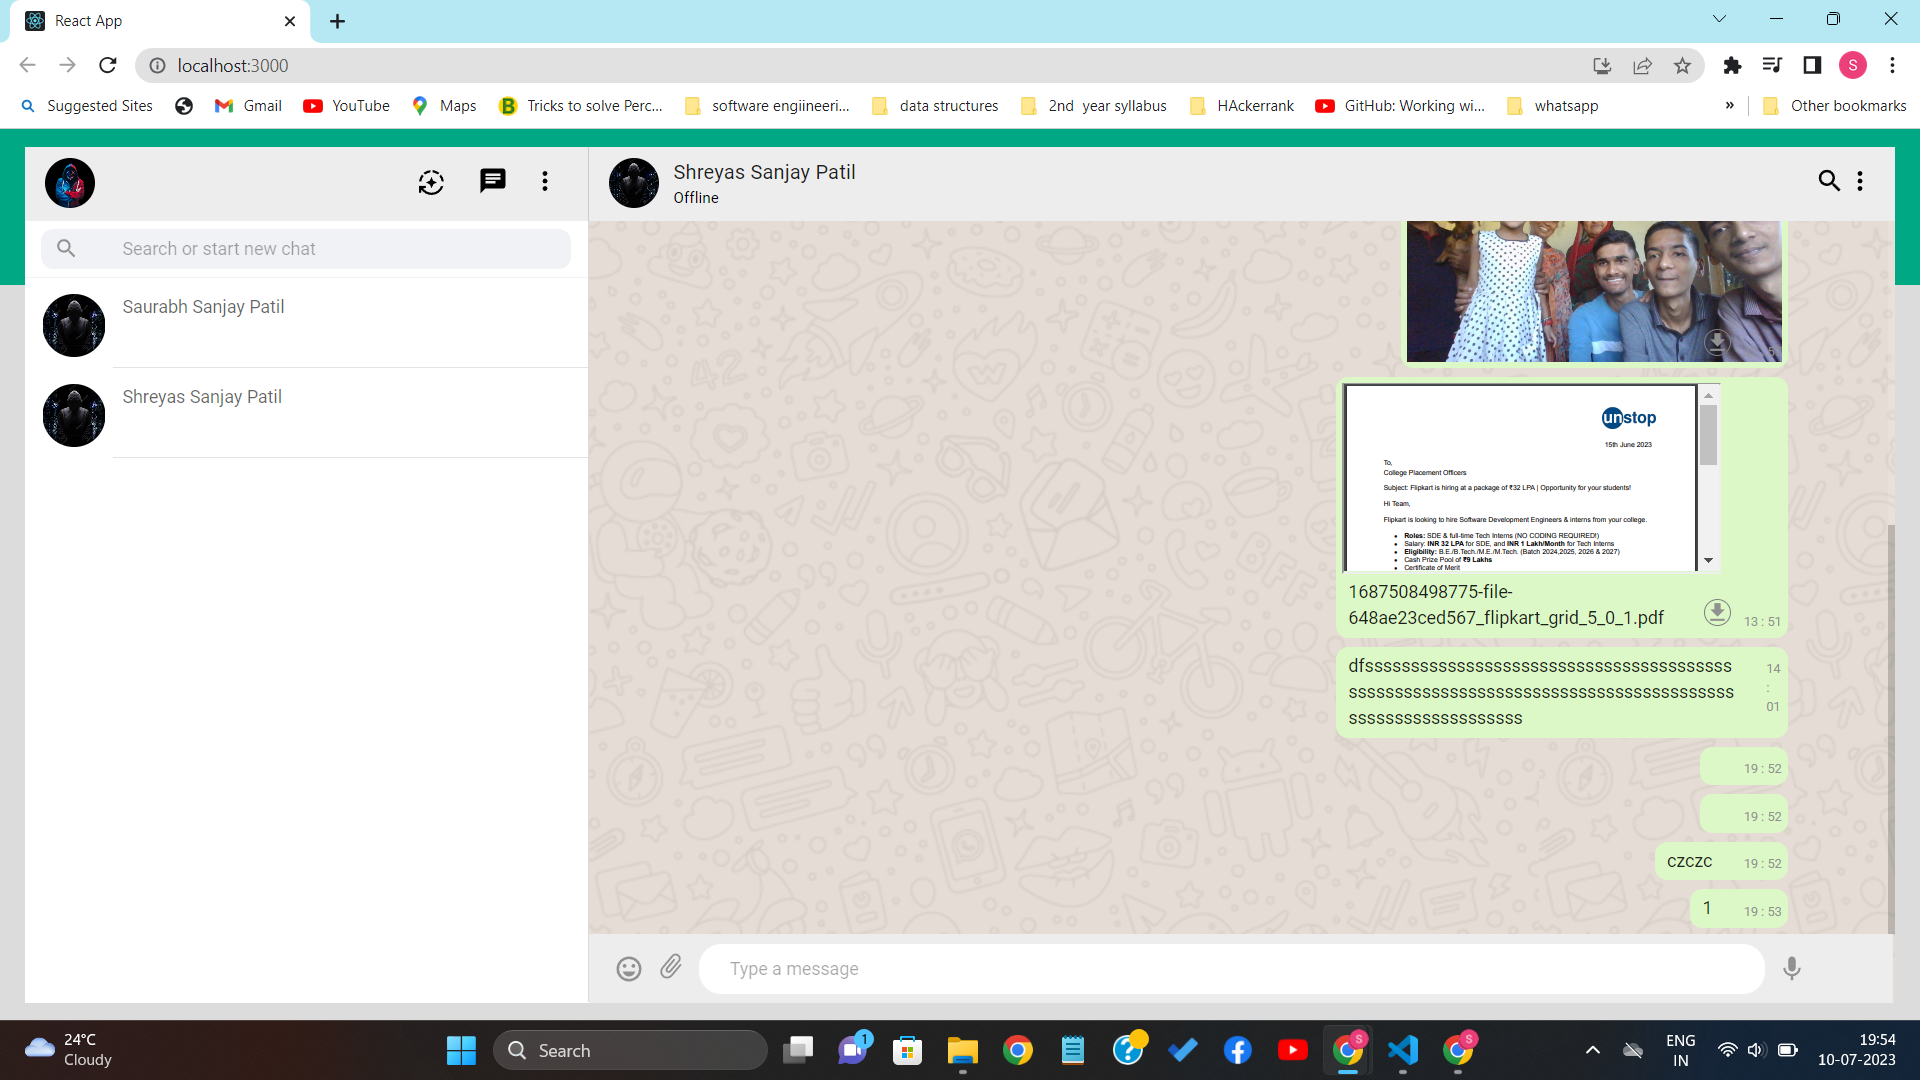 React App
localhost:3000
S
Suggested Sites
Gmail
YouTube
Maps
B
Tricks to solve Perc...
software engiineeri...
data structures
2nd year syllabus
HAckerrank
GitHub: Working wi...
whatsapp
»
Other bookmarks
Shreyas Sanjay Patil
Offline
Search or start new chat
Saurabh Sanjay Patil
Shreyas Sanjay Patil
unstop
15th June 2023
To,
College Placement Officers
Subject: Flipkart is hiring at a package of ₹32 LPA | Opportunity for your students!
Hi Team,
Flipkart is looking to hire Software Development Engineers & interns from your college.
Roles: SDE & full-time Tech Interns (NO CODING REQUIRED!)
Salary: INR 32 LPA for SDE, and INR 1 Lakh/Month for Tech Interns
Eligibility: B.E./B.Tech./M.E./M.Tech. (Batch 2024,2025, 2026 & 2027)
Cash Prize Pool of ₹9 Lakhs
Certificate of Merit
1687508498775-file-
648ae23ced567_flipkart_grid_5_0_1.pdf
13 : 51
dfssssssssssssssssssssssssssssssssssssssss
ssssssssssssssssssssssssssssssssssssssssss
sssssssssssssssssss
14
:
01
19 : 52
19 : 52
czczc
19 : 52
1
19 : 53
Type a message
24°C
Cloudy
Search
1
S
S
ENG
IN
19:54
10-07-2023